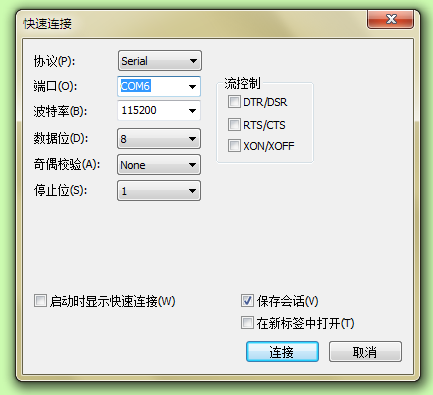 快速连接
协议(P): Serial
端口(O): COM6
波特率(B): 115200
数据位(D): 8
奇偶校验(A): None
停止位(S): 1
流控制
DTR/DSR
RTS/CTS
XON/XOFF
启动时显示快速连接(W)
保存会话(V)
在新标签中打开(T)
连接
取消